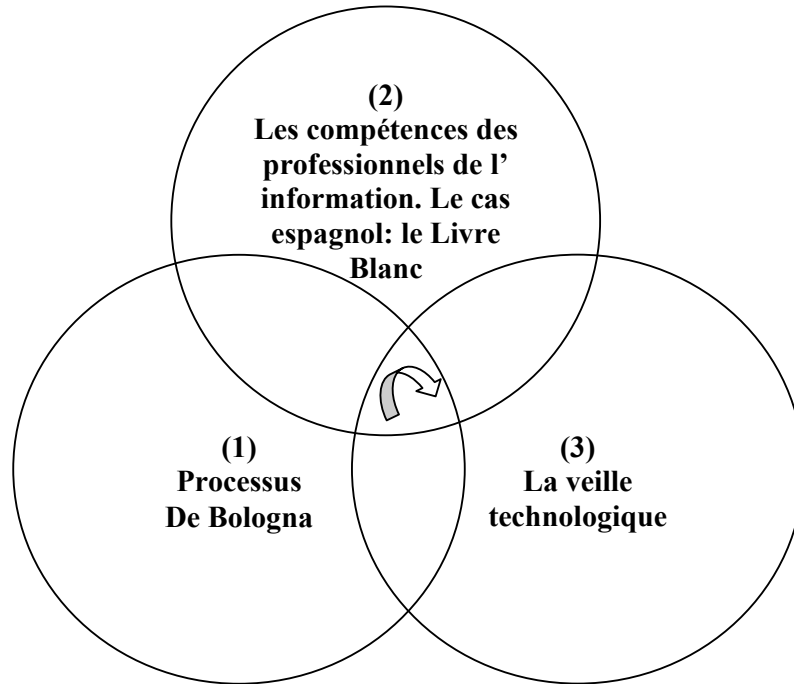 (2)
Les compétences des
professionnels de l’
information. Le cas
espagnol: le Livre
Blanc
(1)
Processus
De Bologna
(3)
La veille
technologique